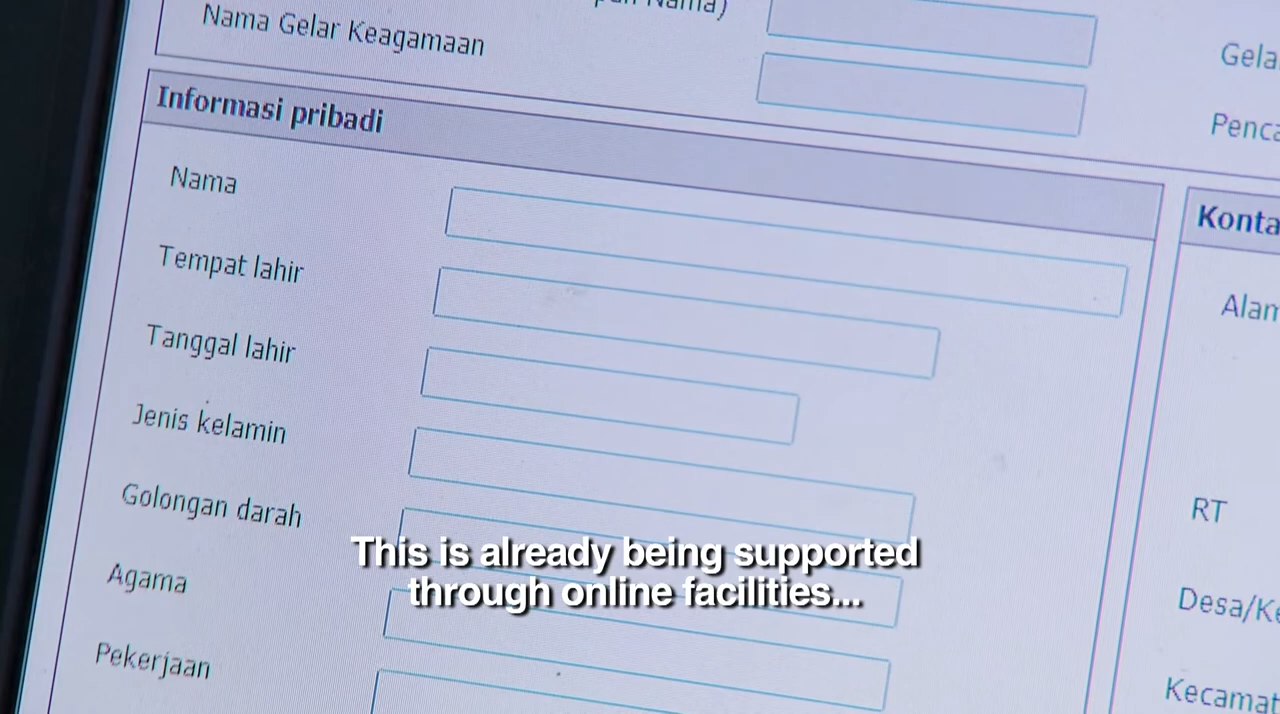 Nama)
Nama Gelar Keagamaan
Informasi pribadi
Nama
Tempat lahir
Tanggal lahir
Jenis kelamin
Golongan darah
Agama
Pekerjaan
RT
This is already being supported
through online facilities...